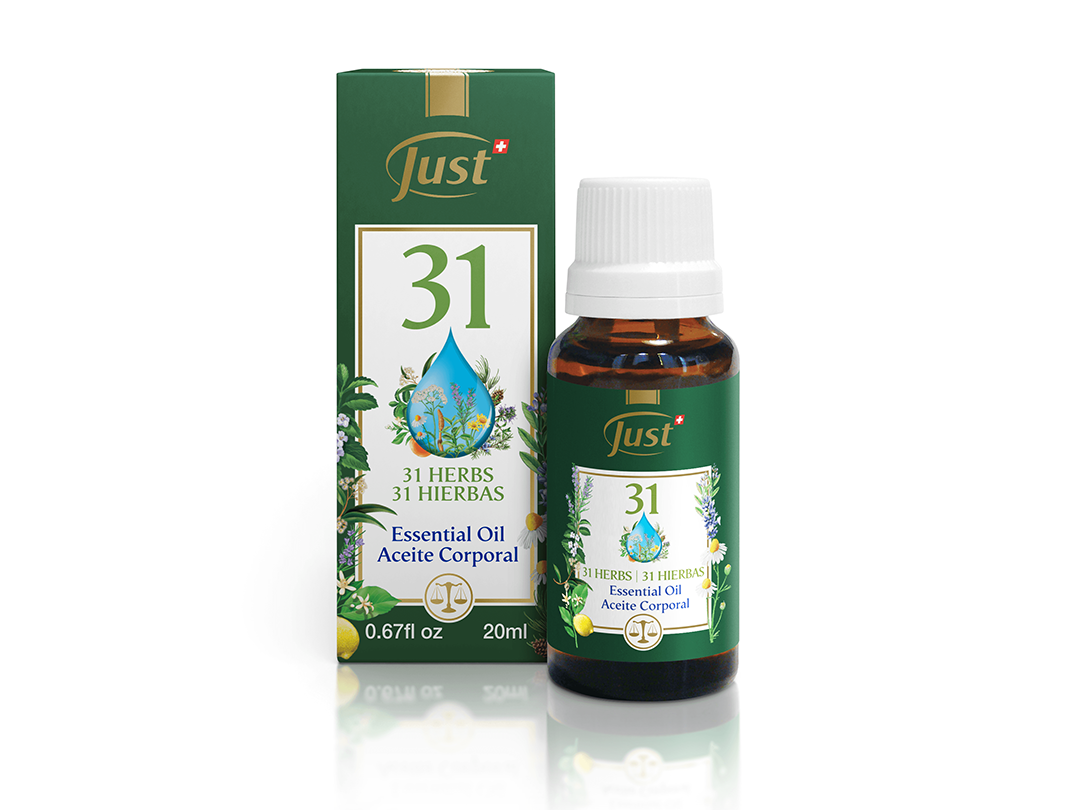 Just
31
31 HERBS
31 HIERBAS
Essential Oil
Aceite Corporal
0.67fl oz 20ml
Just
31
31 HERBS | 31 HIERBAS
Essential Oil
Aceite Corporal